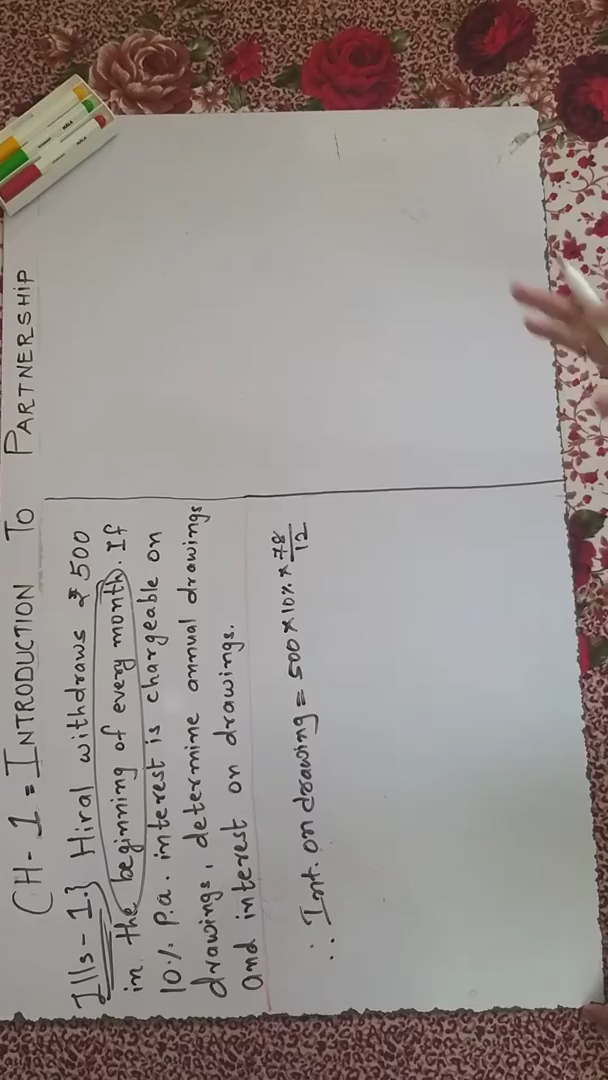 CH-1 = INTRODUCTION TO PARTNERSHIP
Ills-1.} Hiral withdraws ₹500
in the beginning of every month. If
10% p.a. interest is chargeable on
drawings, determine annual drawings
and interest on drawings.
∴ Int. on drawing = 500 × 10% × 78/12